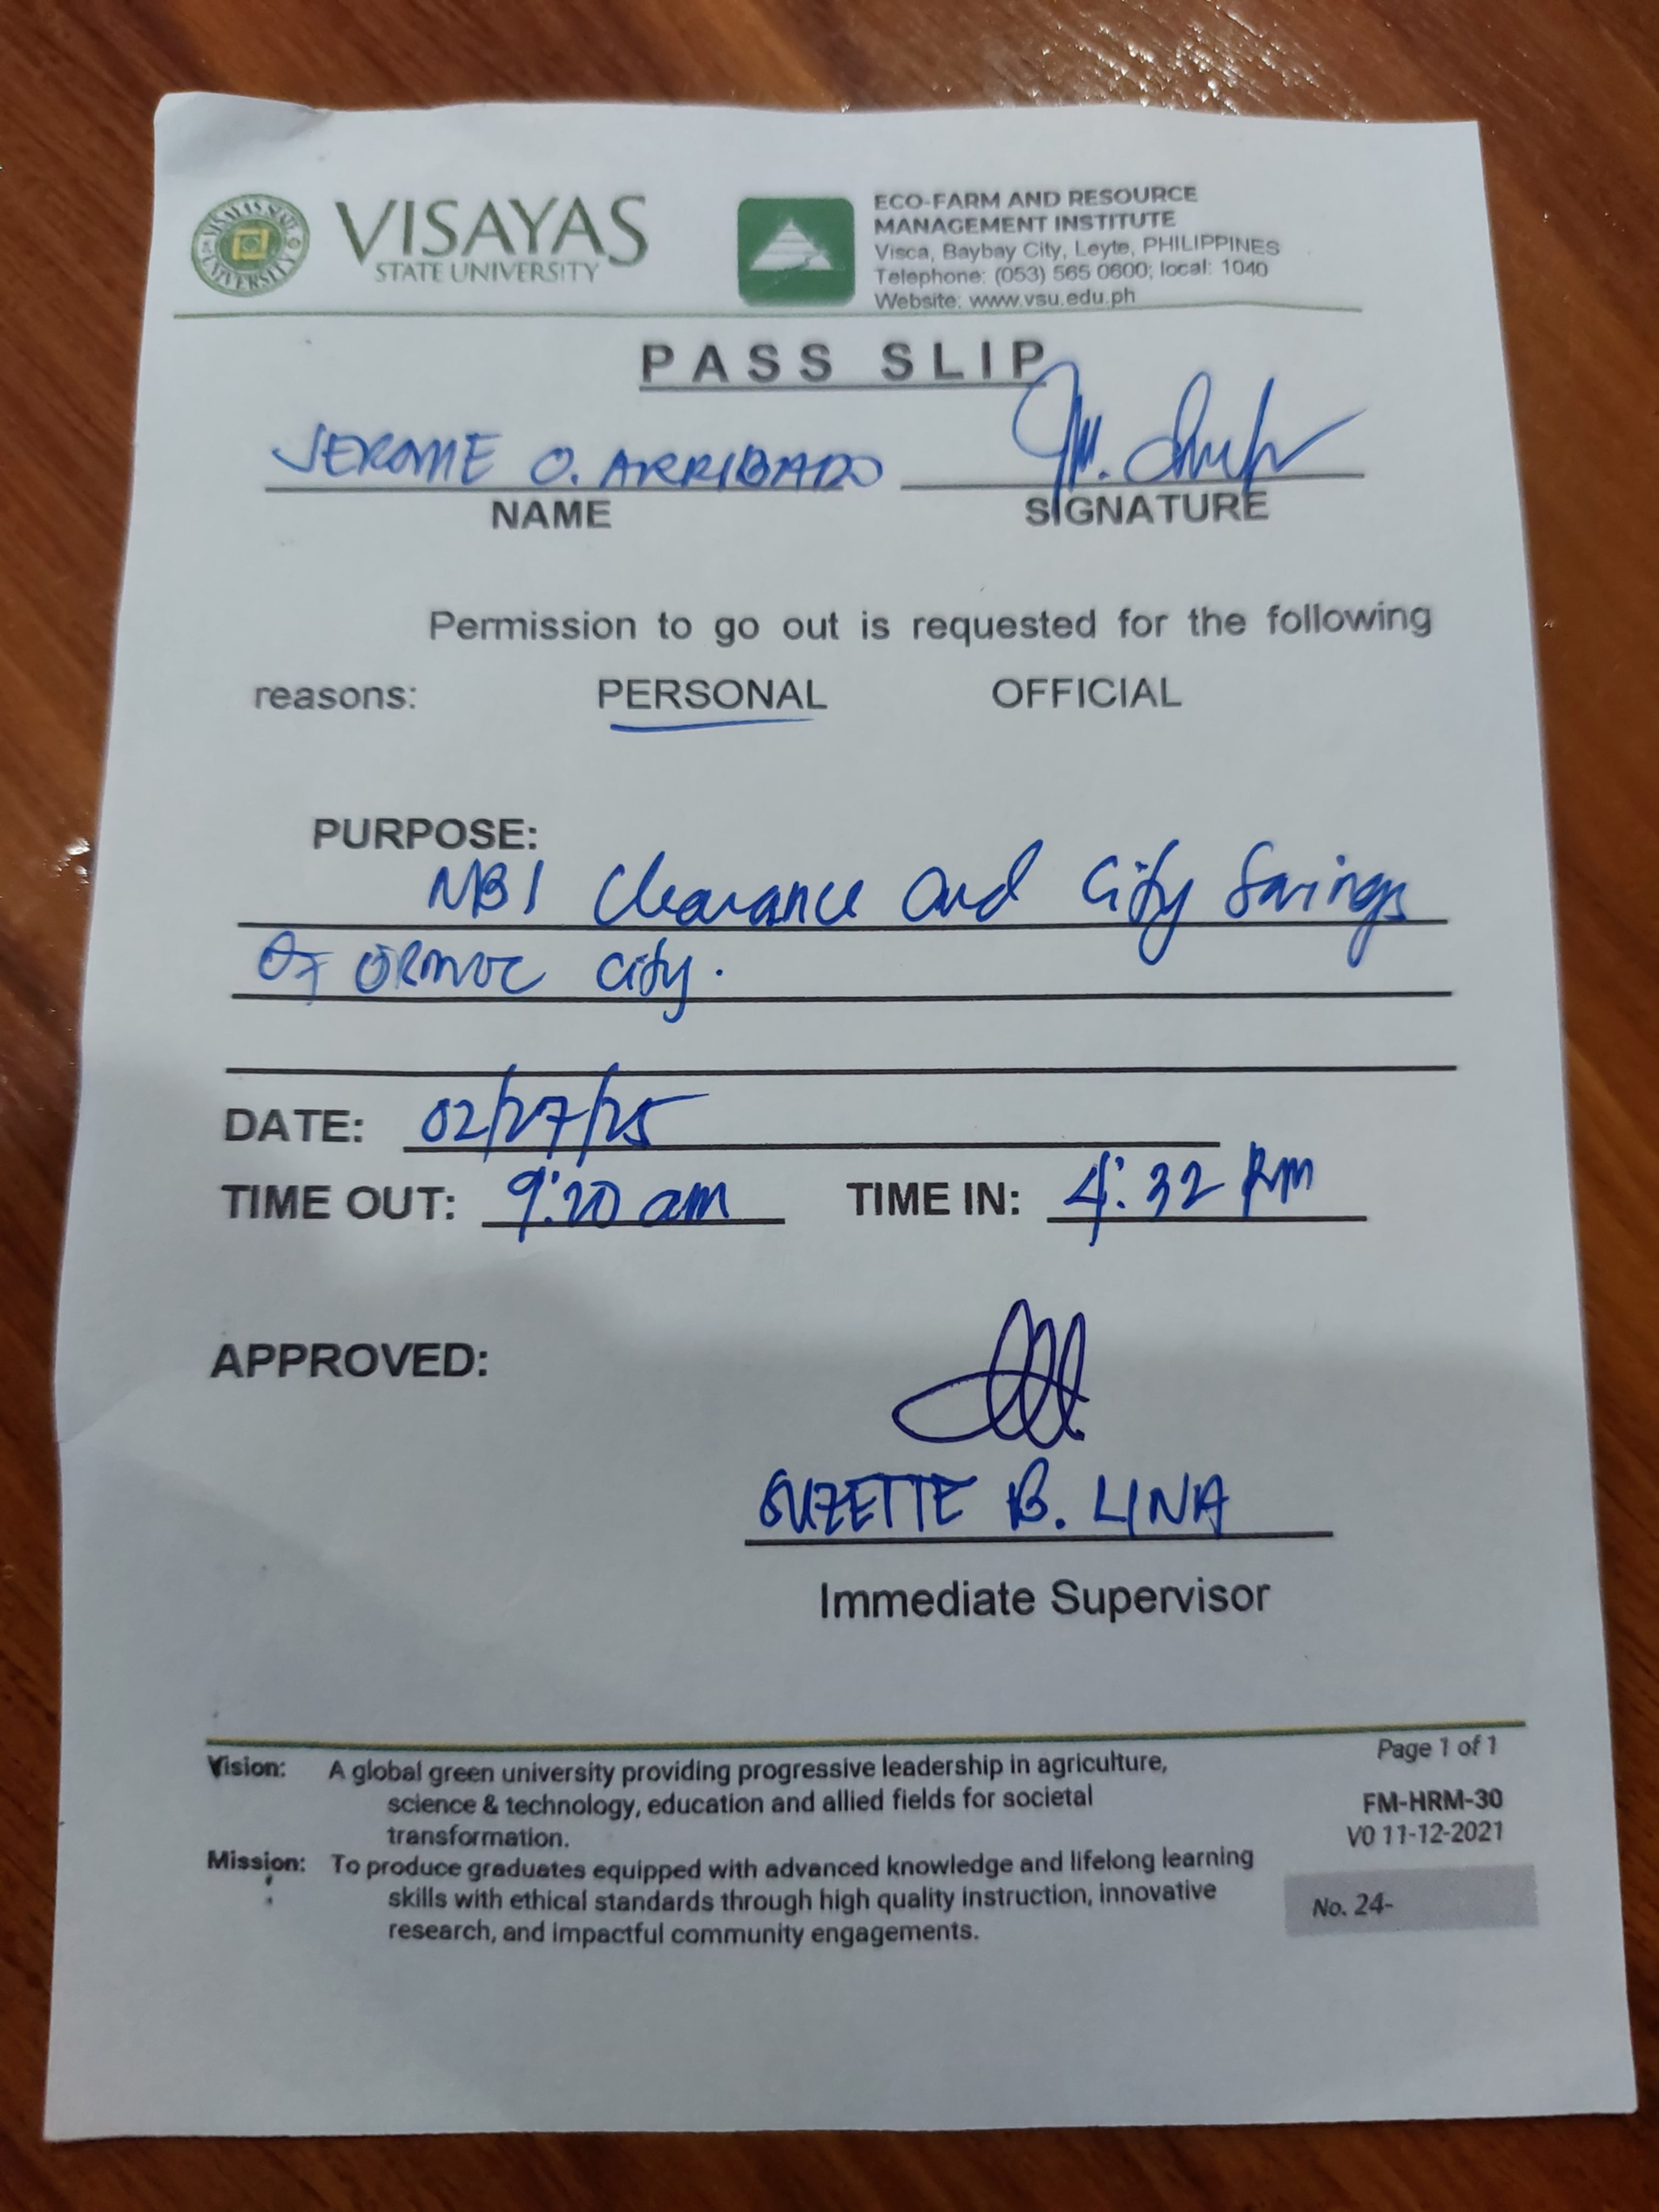 VISAYAS
STATE UNIVERSITY
ECO-FARM AND RESOURCE
MANAGEMENT INSTITUTE
Visca, Baybay City, Leyte, PHILIPPINES
Telephone: (053) 565 0600; local: 1040
Website: www.vsu.edu.ph
PASS SLIP
JEROME O. ARRIBADO
NAME SIGNATURE
Permission to go out is requested for the following
reasons: PERSONAL OFFICIAL
PURPOSE:
NBI Clearance and City Savings
Of ORMOC City.
DATE: 02/27/25
TIME OUT: 9:20 am TIME IN: 4:32 PM
APPROVED:
SUZETTE B. LINA
Immediate Supervisor
Vision: A global green university providing progressive leadership in agriculture,
science & technology, education and allied fields for societal
transformation.
Mission: To produce graduates equipped with advanced knowledge and lifelong learning
skills with ethical standards through high quality instruction, innovative
research, and impactful community engagements.
Page 1 of 1
FM-HRM-30
V0 11-12-2021
No. 24-